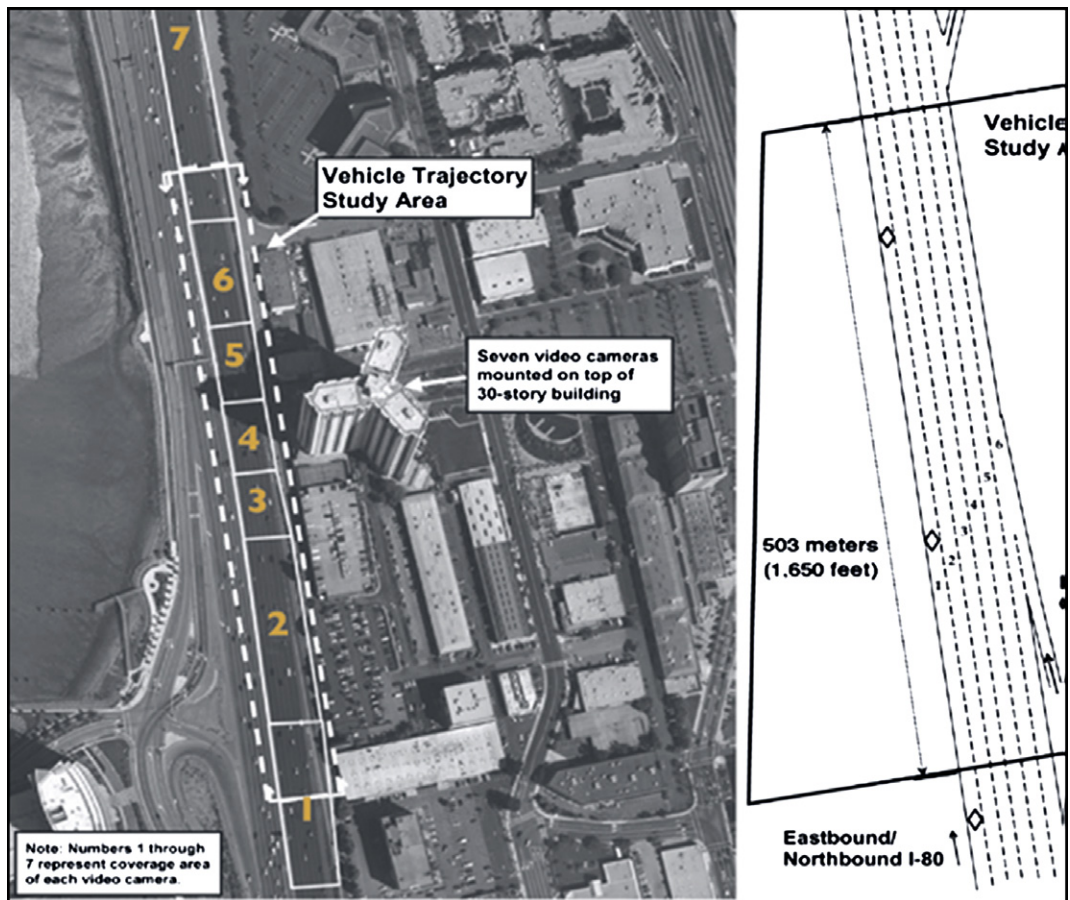 7
Vehicle Trajectory
Study Area
6
5
Seven video cameras
mounted on top of
30-story building
4
3
2
1
Note: Numbers 1 through
7 represent coverage area
of each video camera.
Vehicle
Study
503 meters
(1,650 feet)
6
5
4
3
2
1
Eastbound/
Northbound I-80